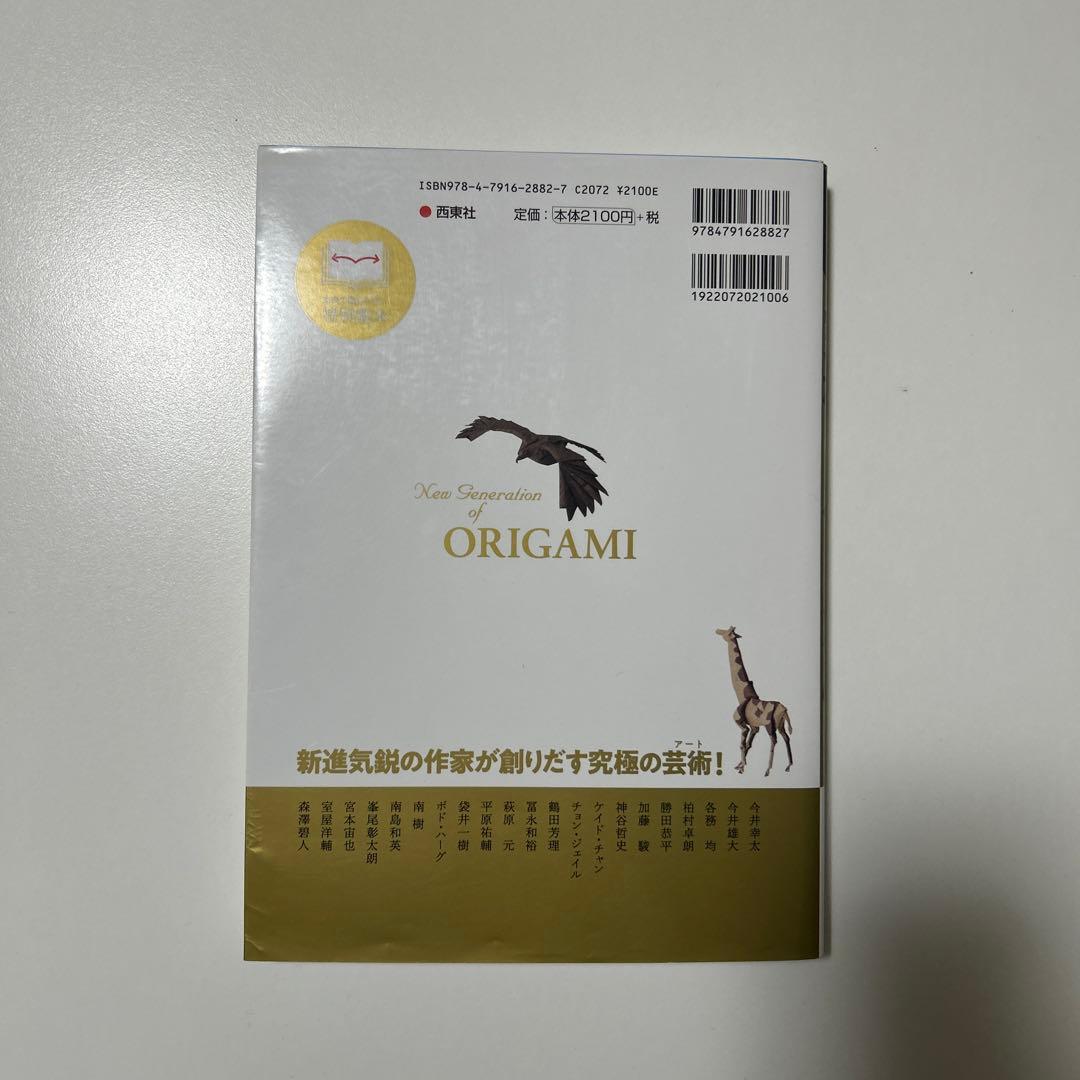 ISBN978-4-7916-2882-7 C2072 ¥2100E
西東社 定価：本体2100円+税
9784791628827
1922072021006
New Generation
of
ORIGAMI
新進気鋭の作家が創りだす究極の芸術！
アート
今井幸太
今井雄大
各務 均
柏村卓朗
勝田恭平
加藤 駿
神谷哲史
ケイド・チャン
チョン・ジェイル
鶴田芳理
冨永和裕
萩原 元
平原祐輔
袋井一樹
ボド・ハーグ
南 樹
南島和英
峯尾彰太朗
宮本宙也
室屋洋輔
森澤碧人